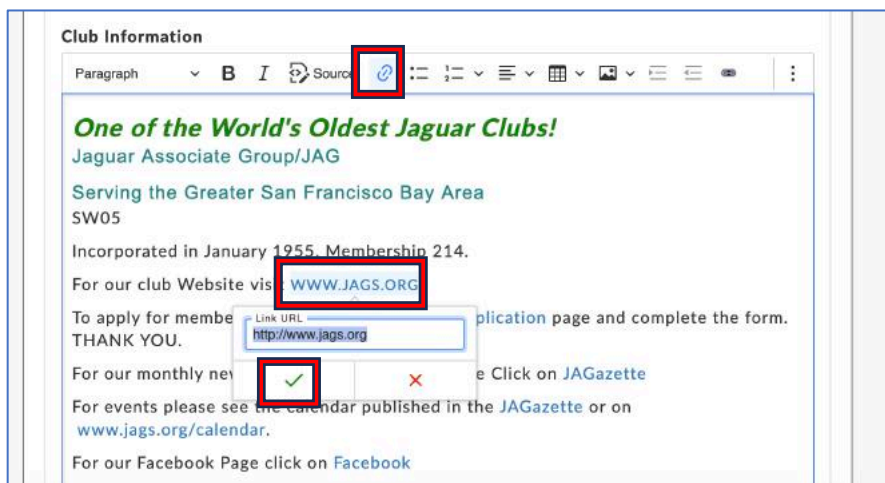 Club Information
Paragraph B I Source
One of the World's Oldest Jaguar Clubs!
Jaguar Associate Group/JAG
Serving the Greater San Francisco Bay Area
SW05
Incorporated in January 1955. Membership 214.
For our club Website visi WWW.JAGS.ORG
To apply for membe plication page and complete the form.
Link URL
http://www.jags.org
THANK YOU.
For our monthly new e Click on JAGazette
For events please see the calendar published in the JAGazette or on
www.jags.org/calendar.
For our Facebook Page click on Facebook